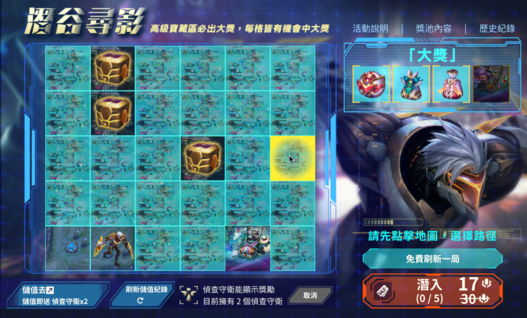 潛谷尋影
高級寶藏區必出大獎，每格皆有機會中大獎
活動說明 | 獎池內容 | 歷史紀錄
「大獎」
請先點擊地圖，選擇路徑
免費刷新一局
潛入
(0 / 5)
17
30
儲值去
儲值即送 偵查守衛x2
刷新儲值紀錄
偵查守衛能顯示獎勵
目前擁有 2 個偵查守衛
取消